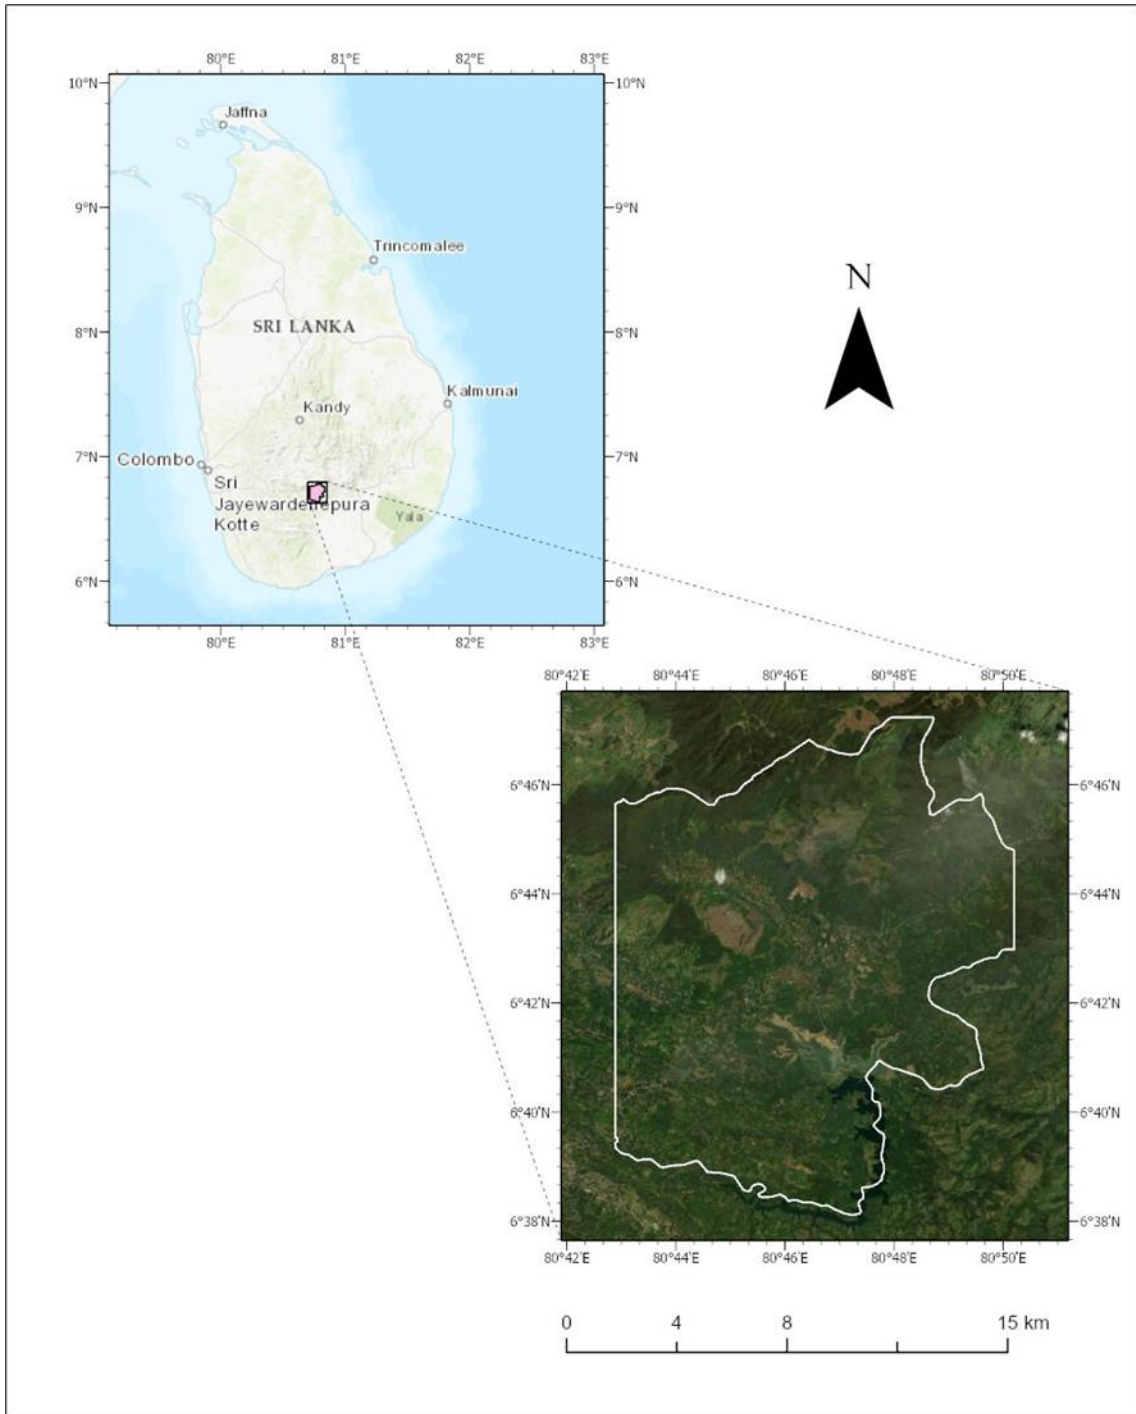 80°E 81°E 82°E 83°E
10°N 10°N
Jaffna
9°N 9°N
Trincomalee
N
8°N 8°N
SRI LANKA
Kalmunai
Kandy
7°N 7°N
Colombo
Sri
Jayewardenepura
Kotte
Yala
6°N 6°N
80°E 81°E 82°E 83°E
80°42'E 80°44'E 80°46'E 80°48'E 80°50'E
6°46'N 6°46'N
6°44'N 6°44'N
6°42'N 6°42'N
6°40'N 6°40'N
6°38'N 6°38'N
80°42'E 80°44'E 80°46'E 80°48'E 80°50'E
0 4 8 15 km